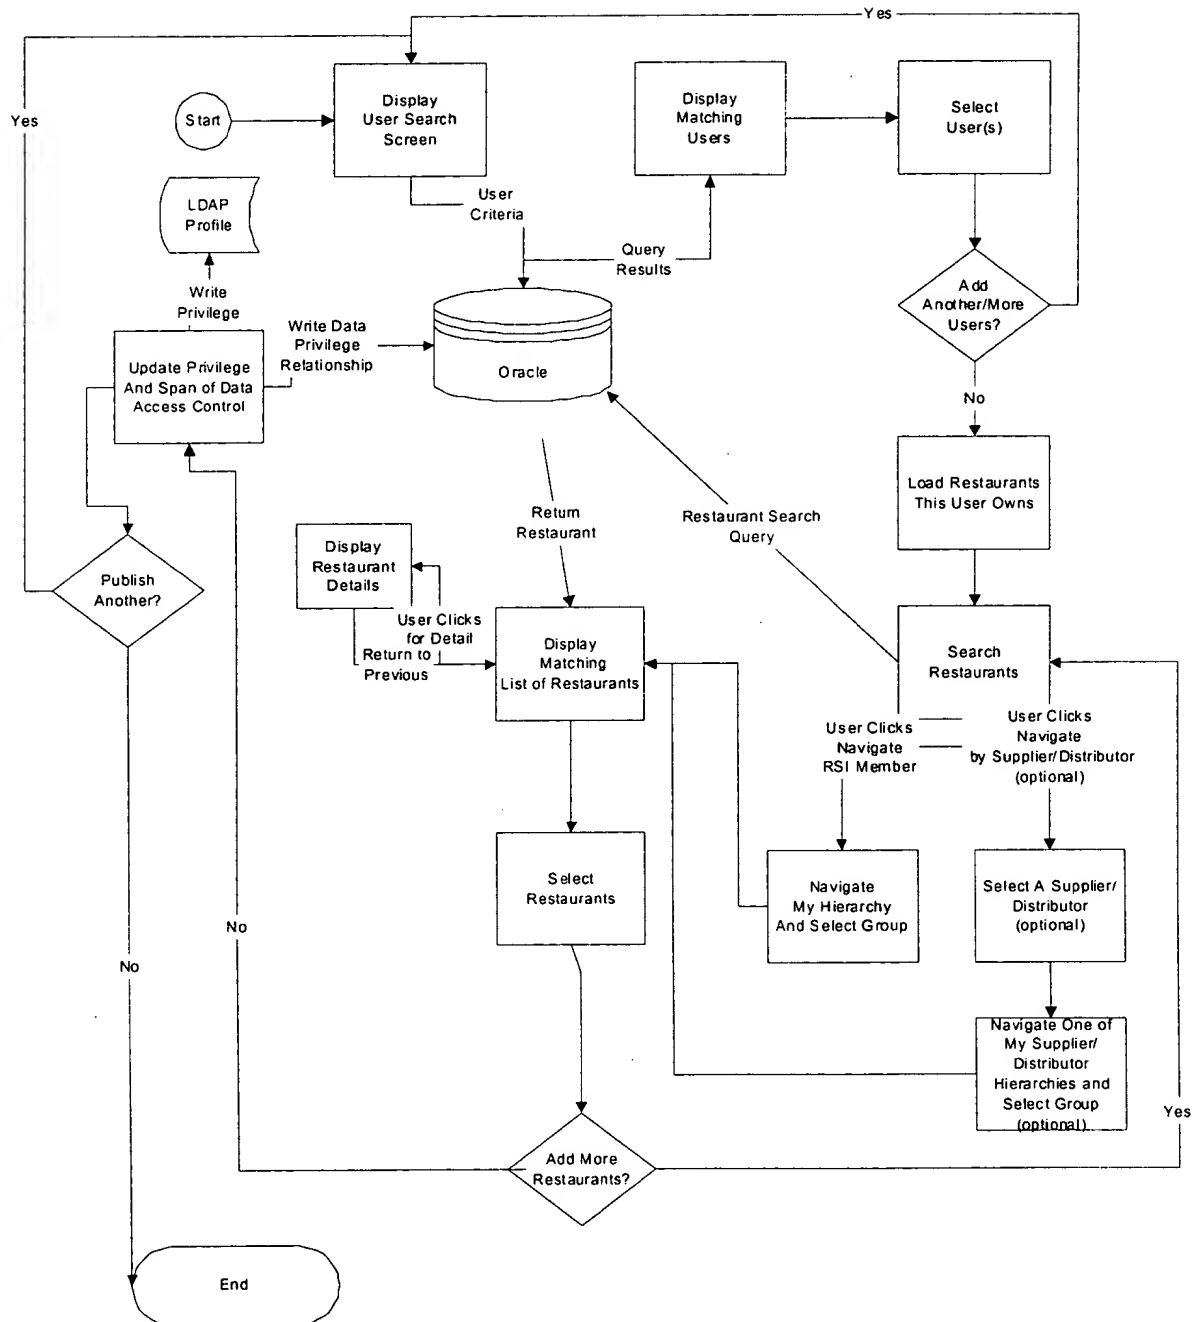 Yes
Yes
Start
Display
User Search
Screen
Display
Matching
Users
Select
User(s)
LDAP
Profile
User
Criteria
Query
Results
Add
Another/More
Users?
Write
Privilege
Write Data
Privilege
Relationship
Update Privilege
And Span of Data
Access Control
Oracle
No
Load Restaurants
This User Owns
Return
Restaurant
Restaurant Search
Query
Display
Restaurant
Details
Publish
Another?
User Clicks
for Detail
Return to
Previous
Display
Matching
List of Restaurants
Search
Restaurants
User Clicks
Navigate
RSI Member
User Clicks
Navigate
by Supplier/Distributor
(optional)
Select
Restaurants
Navigate
My Hierarchy
And Select Group
Select A Supplier/
Distributor
(optional)
No
No
Navigate One of
My Supplier/
Distributor
Hierarchies and
Select Group
(optional)
Yes
Add More
Restaurants?
End